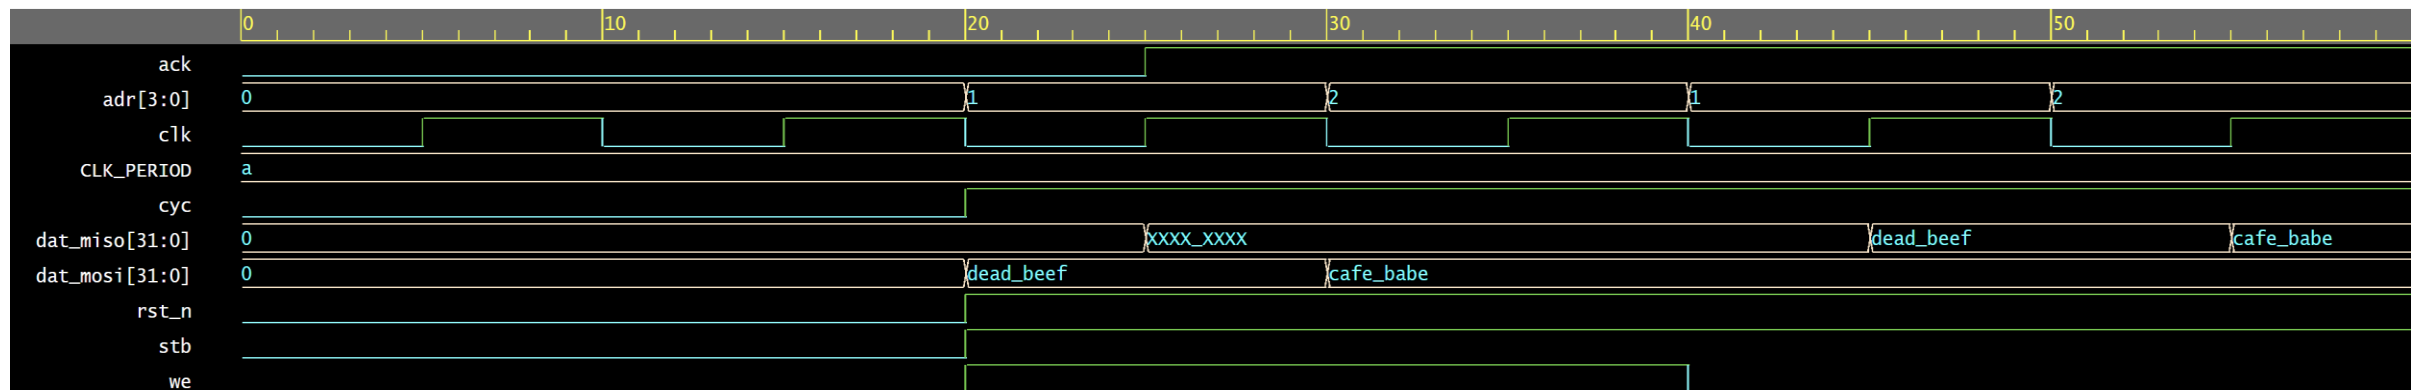 0 10 20 30 40 50
ack
adr[3:0] 0 1 2 1 2
clk
CLK_PERIOD a
cyc
dat_miso[31:0] 0 XXXX_XXXX dead_beef cafe_babe
dat_mosi[31:0] 0 dead_beef cafe_babe
rst_n
stb
we